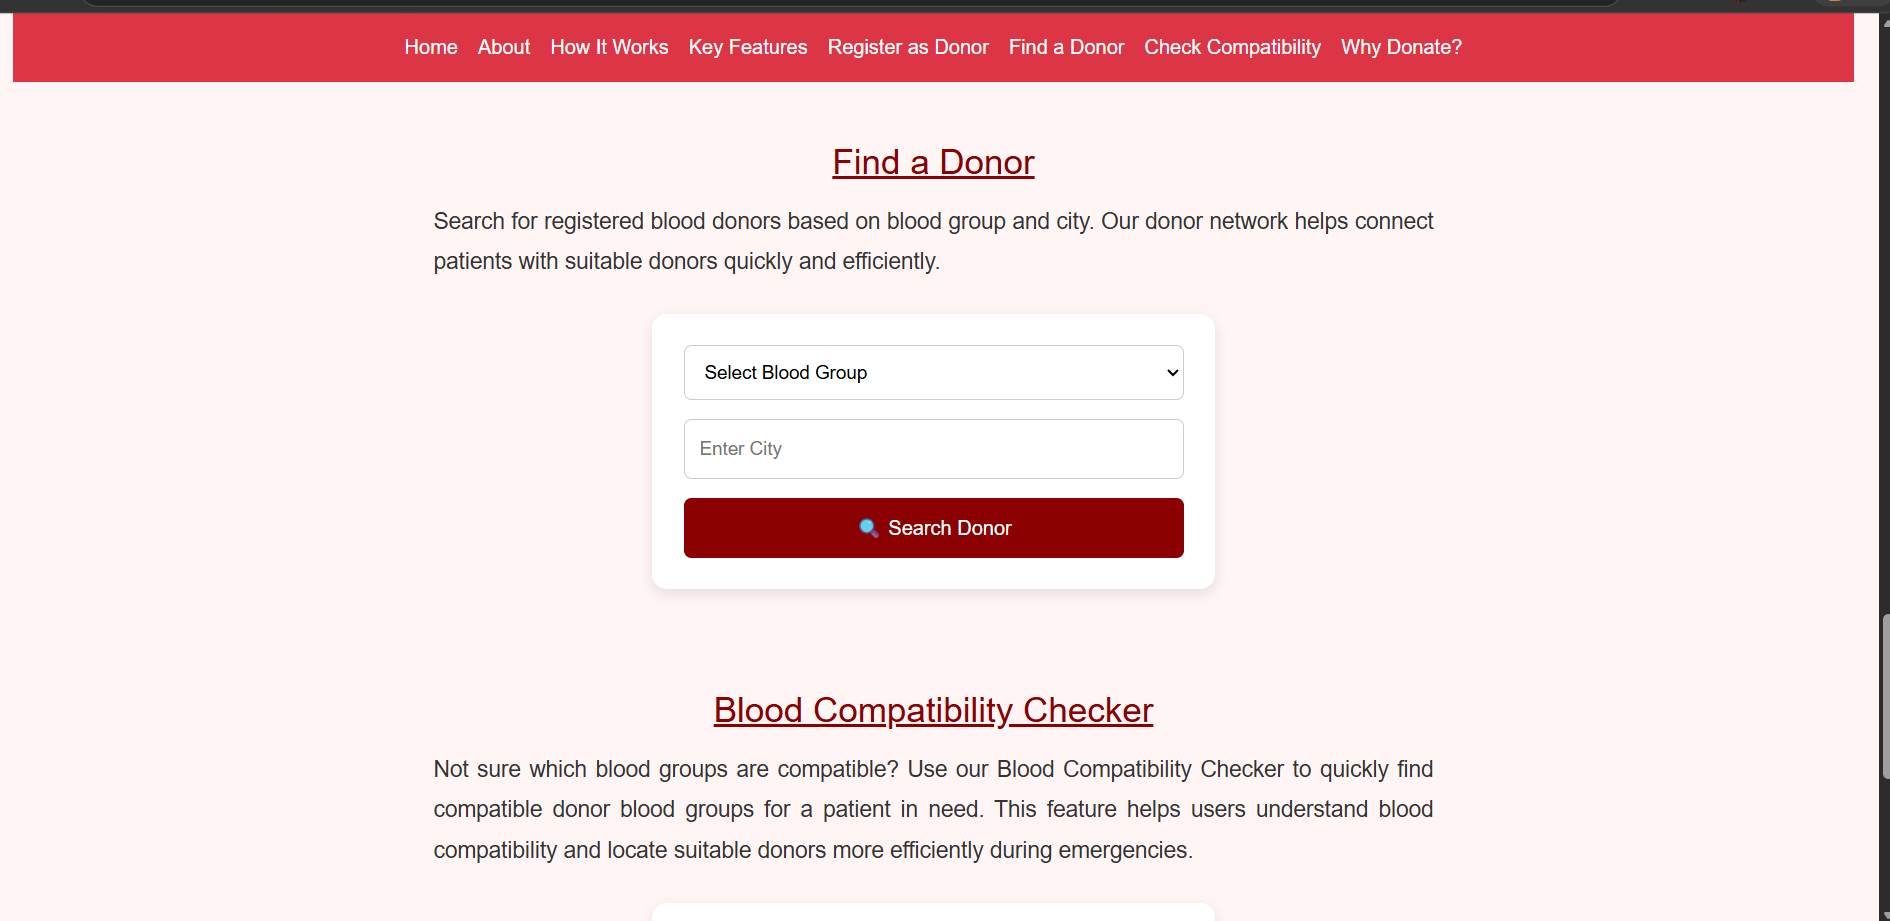 Home About How It Works Key Features Register as Donor Find a Donor Check Compatibility Why Donate?
Find a Donor
Search for registered blood donors based on blood group and city. Our donor network helps connect
patients with suitable donors quickly and efficiently.
Select Blood Group
Enter City
Search Donor
Blood Compatibility Checker
Not sure which blood groups are compatible? Use our Blood Compatibility Checker to quickly find
compatible donor blood groups for a patient in need. This feature helps users understand blood
compatibility and locate suitable donors more efficiently during emergencies.